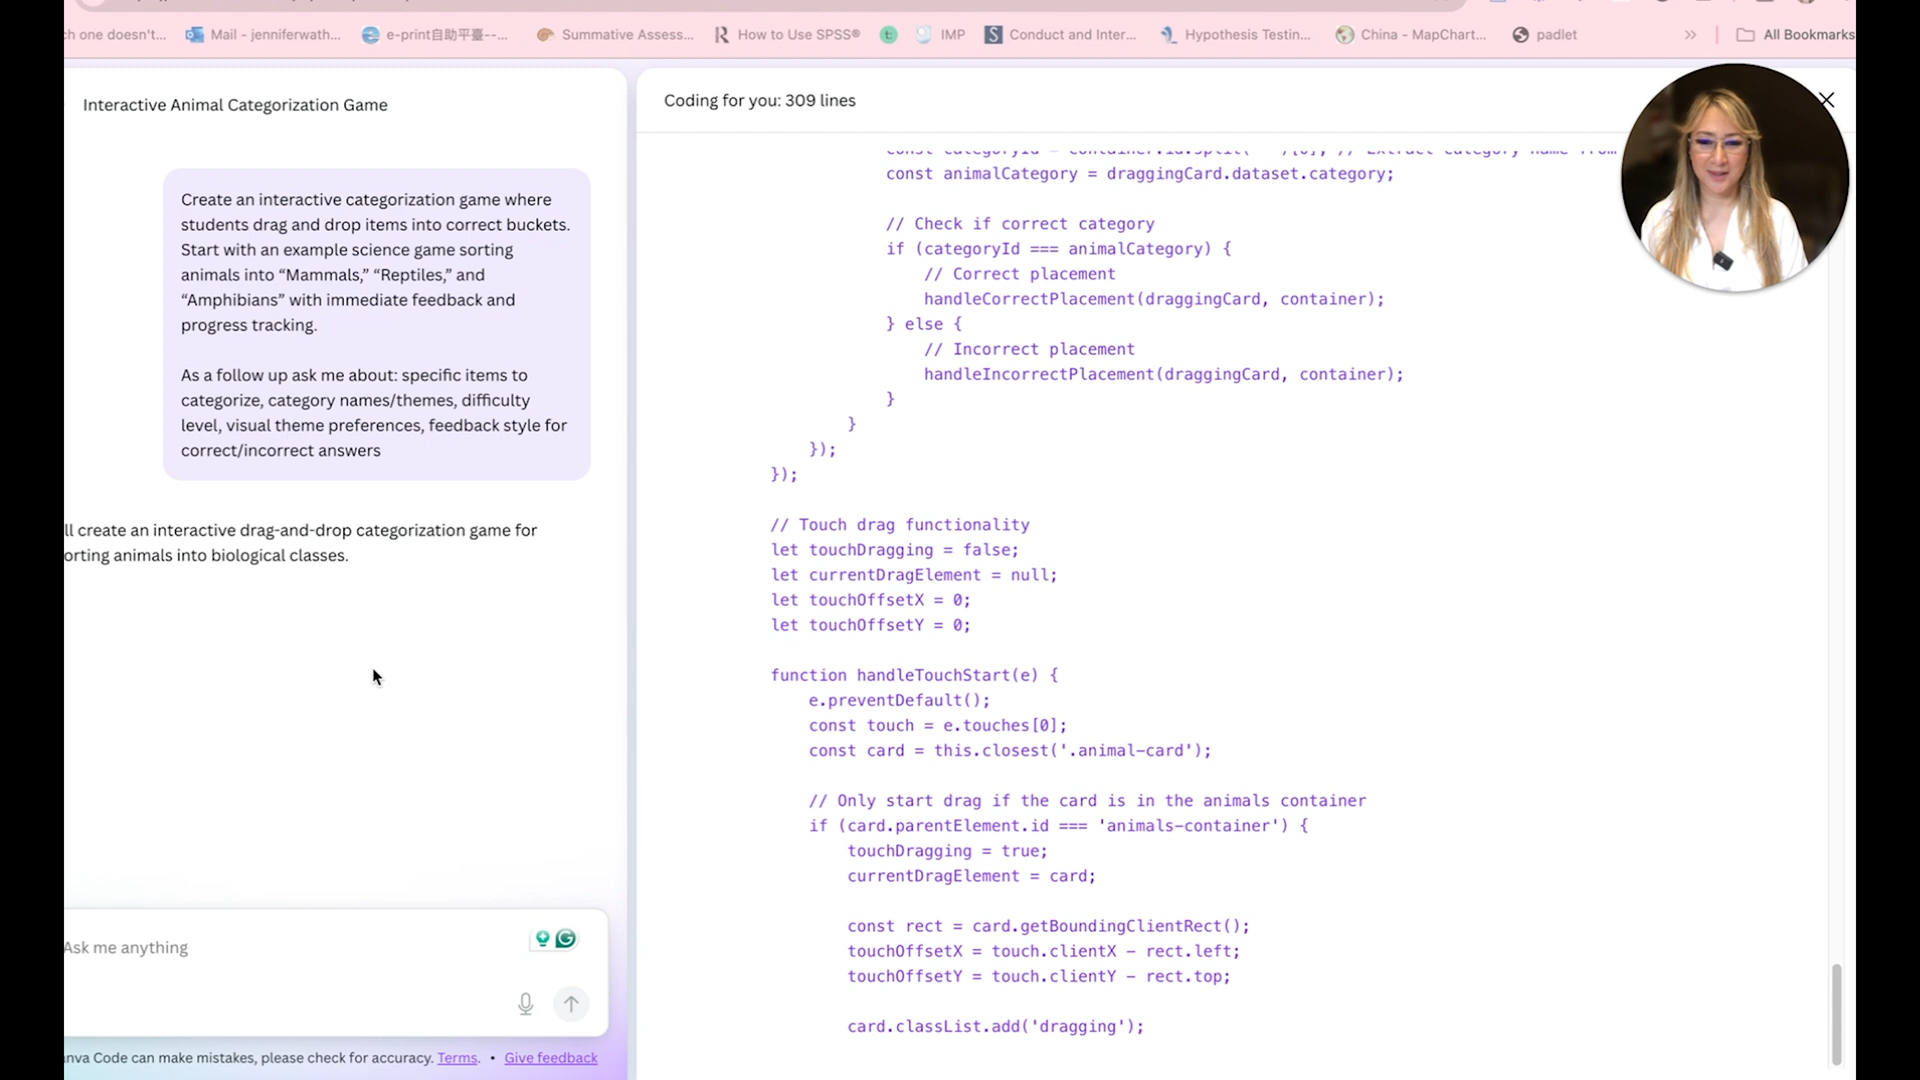 ch one doesn't...
Mail - jenniferwath...
e-print自助平臺--...
Summative Assess...
How to Use SPSS®
IMP
Conduct and Inter...
Hypothesis Testin...
China - MapChart...
padlet
»
All Bookmarks
Interactive Animal Categorization Game
Create an interactive categorization game where
students drag and drop items into correct buckets.
Start with an example science game sorting
animals into “Mammals,” “Reptiles,” and
“Amphibians” with immediate feedback and
progress tracking.
As a follow up ask me about: specific items to
categorize, category names/themes, difficulty
level, visual theme preferences, feedback style for
correct/incorrect answers
ll create an interactive drag-and-drop categorization game for
orting animals into biological classes.
Ask me anything
nva Code can make mistakes, please check for accuracy. Terms. • Give feedback
Coding for you: 309 lines
const animalCategory = draggingCard.dataset.category;
// Check if correct category
if (categoryId === animalCategory) {
// Correct placement
handleCorrectPlacement(draggingCard, container);
} else {
// Incorrect placement
handleIncorrectPlacement(draggingCard, container);
}
}
});
});
// Touch drag functionality
let touchDragging = false;
let currentDragElement = null;
let touchOffsetX = 0;
let touchOffsetY = 0;
function handleTouchStart(e) {
e.preventDefault();
const touch = e.touches[0];
const card = this.closest('.animal-card');
// Only start drag if the card is in the animals container
if (card.parentElement.id === 'animals-container') {
touchDragging = true;
currentDragElement = card;
const rect = card.getBoundingClientRect();
touchOffsetX = touch.clientX - rect.left;
touchOffsetY = touch.clientY - rect.top;
card.classList.add('dragging');